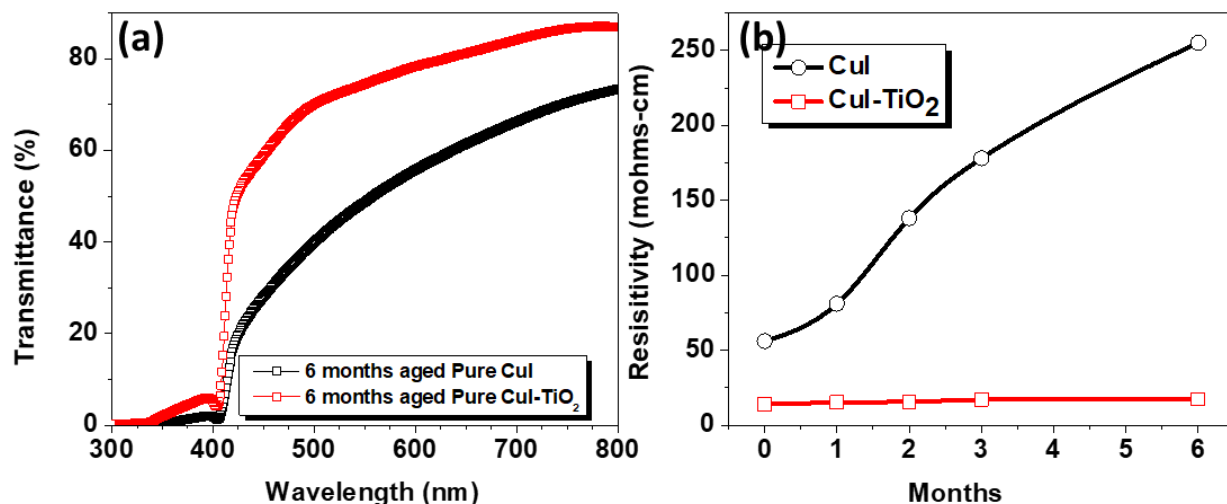 (a)
Transmittance (%)
80
60
40
20
0
300 400 500 600 700 800
Wavelength (nm)
6 months aged Pure CuI
6 months aged Pure CuI-TiO₂
(b)
Resisitivity (mohms-cm)
250
200
150
100
50
0
0 1 2 3 4 5 6
Months
CuI
CuI-TiO₂